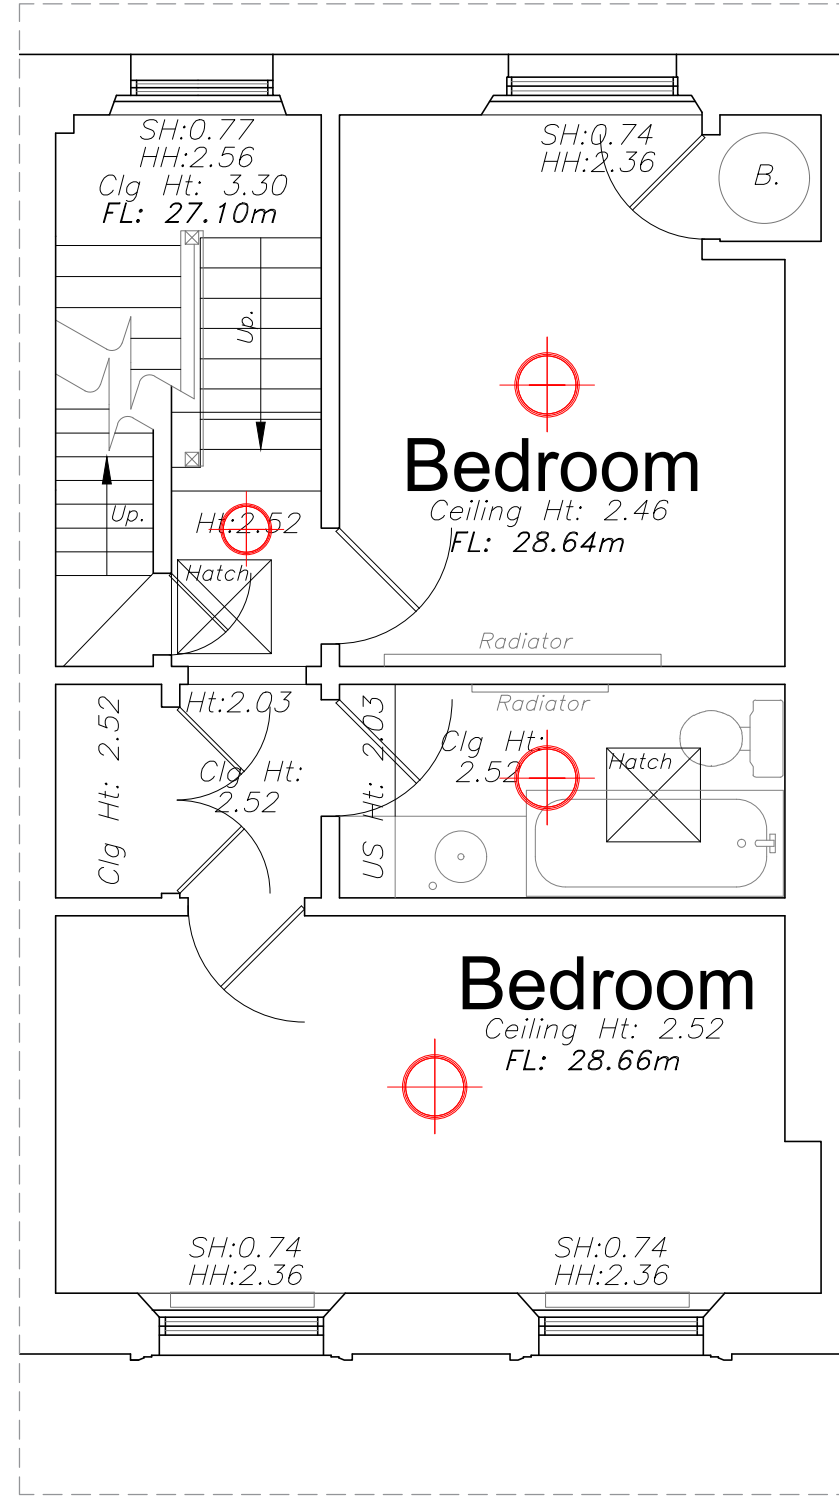 SH:0.77
HH:2.56
Clg Ht: 3.30
FL: 27.10m
SH:0.74
HH:2.36
B.
Up.
Up.
Bedroom
Ceiling Ht: 2.46
FL: 28.64m
Ht:2.52
Hatch
Radiator
Radiator
Ht:2.03
Clg Ht: 2.52
Clg Ht:
2.52
US Ht: 2.03
Clg Ht:
2.52
Hatch
Bedroom
Ceiling Ht: 2.52
FL: 28.66m
SH:0.74
HH:2.36
SH:0.74
HH:2.36